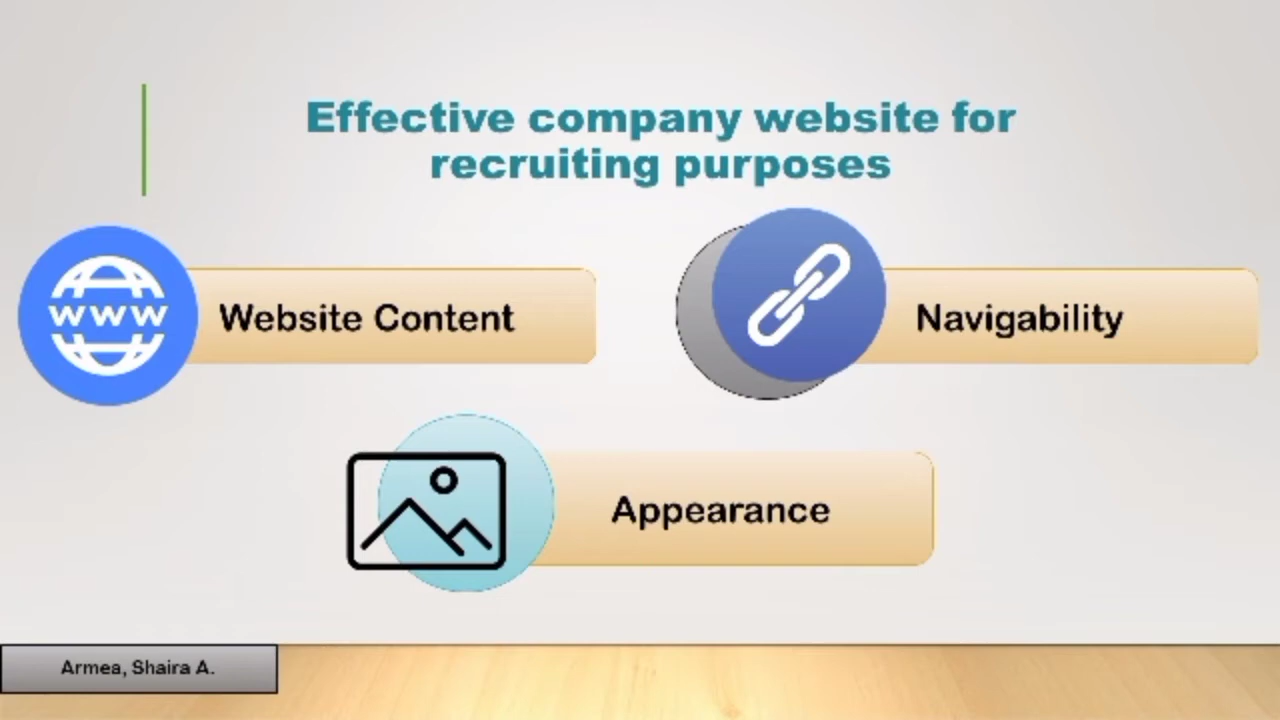 Effective company website for
recruiting purposes
www
Website Content
Navigability
Appearance
Armea, Shaira A.